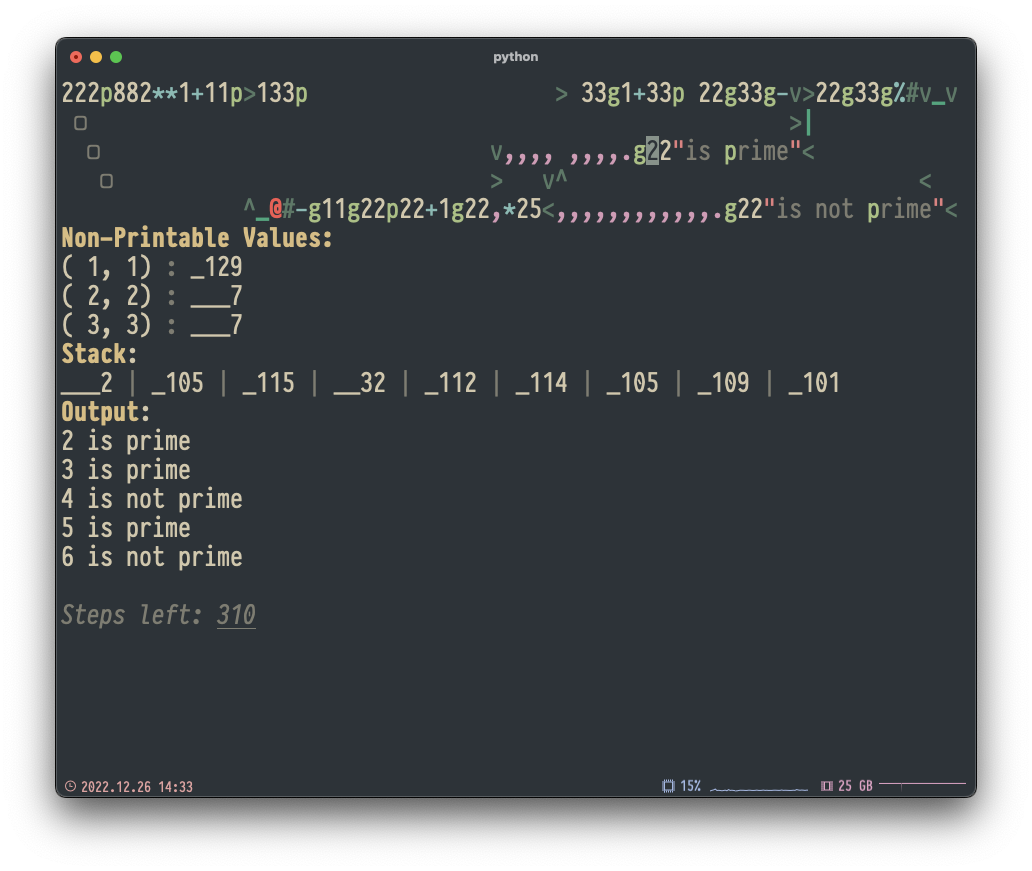 python
222p882**1+11p>133p                   > 33g1+33p 22g33g-v>22g33g%#v_v
 ▯                                                      >|
  ▯                              v,,,, ,,,,.g22"is prime"<
   ▯                             >   v^                           <
              ^_@#-g11g22p22+1g22,*25<,,,,,,,,,,,,.g22"is not prime"<
Non-Printable Values:
( 1, 1) : _129
( 2, 2) : ___7
( 3, 3) : ___7
Stack:
___2 | _105 | _115 | __32 | _112 | _114 | _105 | _109 | _101
Output:
2 is prime
3 is prime
4 is not prime
5 is prime
6 is not prime
Steps left: 310
2022.12.26 14:33 15% 25 GB